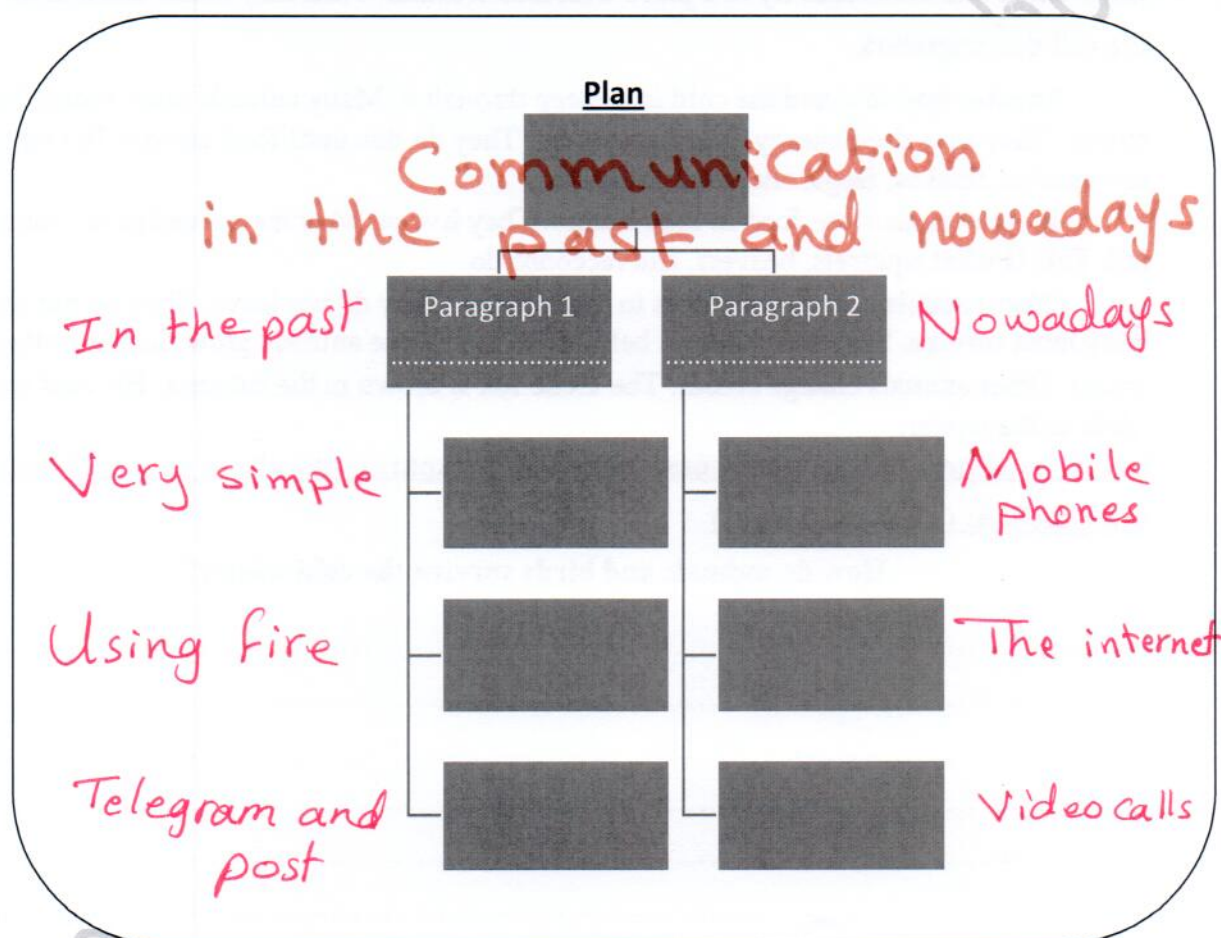 Plan
Communication
in the past and nowadays
Paragraph 1
Paragraph 2
In the past
Nowadays
Very simple
Mobile
phones
Using fire
The internet
Telegram and
post
Video calls